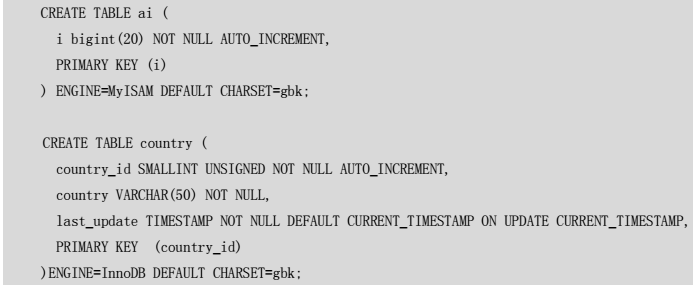 CREATE TABLE ai (
i bigint(20) NOT NULL AUTO_INCREMENT,
PRIMARY KEY (i)
) ENGINE=MyISAM DEFAULT CHARSET=gbk;
CREATE TABLE country (
country_id SMALLINT UNSIGNED NOT NULL AUTO_INCREMENT,
country VARCHAR(50) NOT NULL,
last_update TIMESTAMP NOT NULL DEFAULT CURRENT_TIMESTAMP ON UPDATE CURRENT_TIMESTAMP,
PRIMARY KEY  (country_id)
)ENGINE=InnoDB DEFAULT CHARSET=gbk;